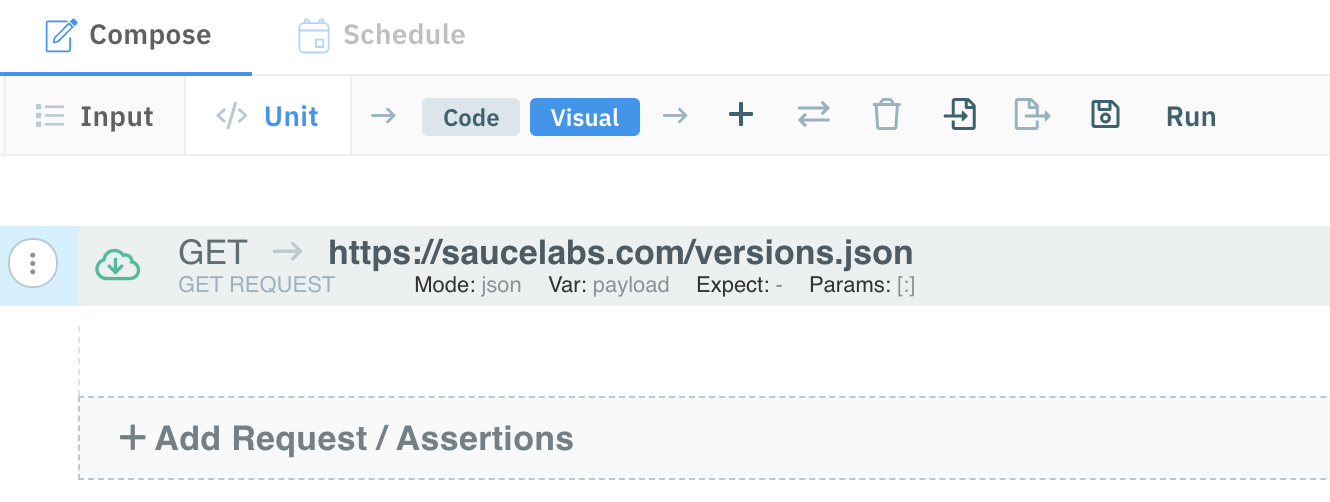 Compose Schedule
Input Unit Code Visual Run
GET → https://saucelabs.com/versions.json
GET REQUEST Mode: json Var: payload Expect: - Params: [:]
+ Add Request / Assertions